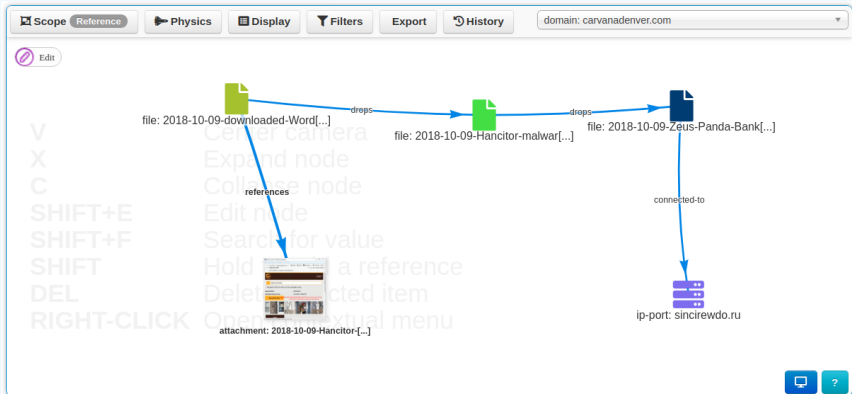 Scope Reference Physics Display Filters Export History domain: carvanadenver.com
Edit
drops
drops
file: 2018-10-09-downloaded-Word[...]
file: 2018-10-09-Hancitor-malwar[...]
file: 2018-10-09-Zeus-Panda-Bank[...]
V Center camera
X Expand node
references
connected-to
C Collapse node
SHIFT+E Edit node
SHIFT+F Search for value
SHIFT Hold a reference
DEL Delete selected item
RIGHT-CLICK Open contextual menu
ip-port: sincirewdo.ru
attachment: 2018-10-09-Hancitor-[...]
?